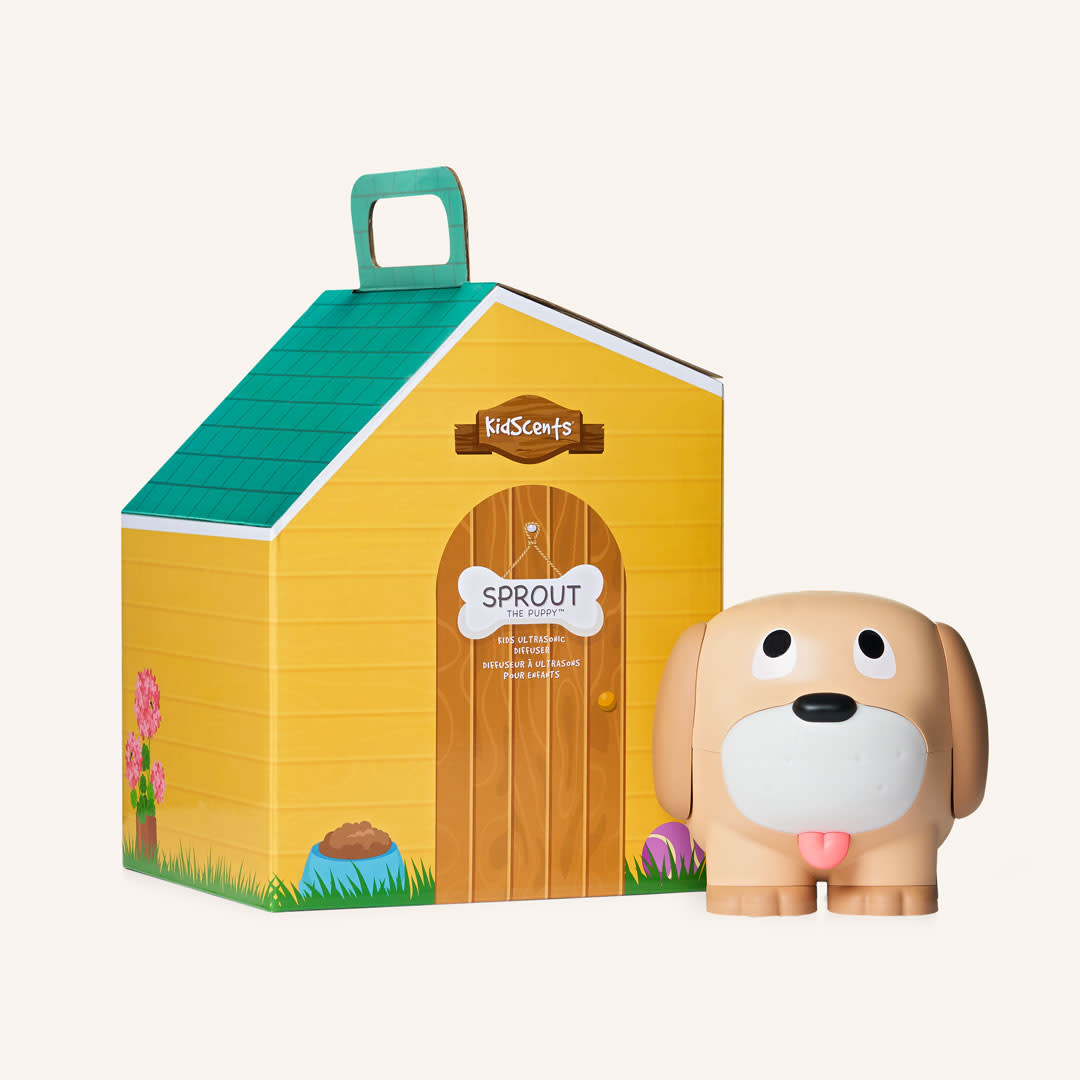 KidScents®
SPROUT
THE PUPPY™
KIDS ULTRASONIC
DIFFUSER
DIFFUSEUR À ULTRASONS
POUR ENFANTS